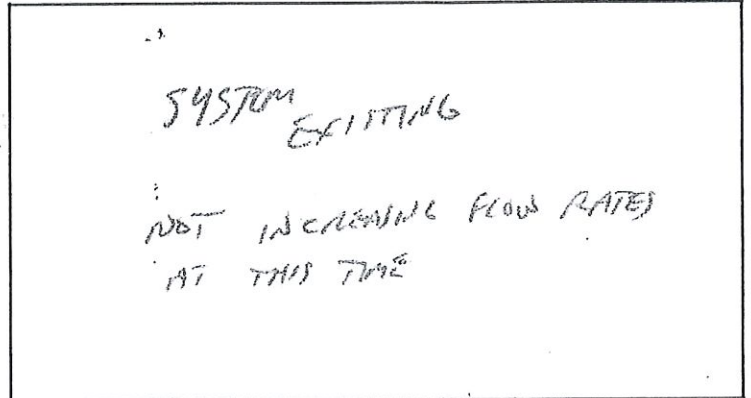 SYSTEM EXISTING
NOT INCREASING FLOW RATES
AT THIS TIME